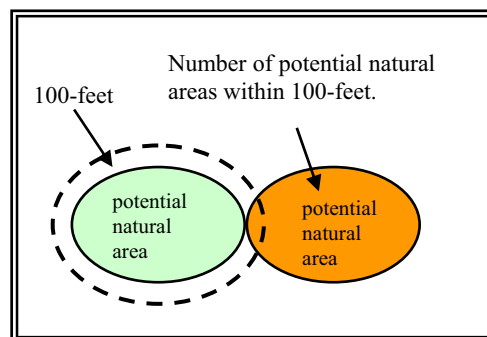 Number of potential natural
areas within 100-feet.
100-feet
potential
natural
area
potential
natural
area